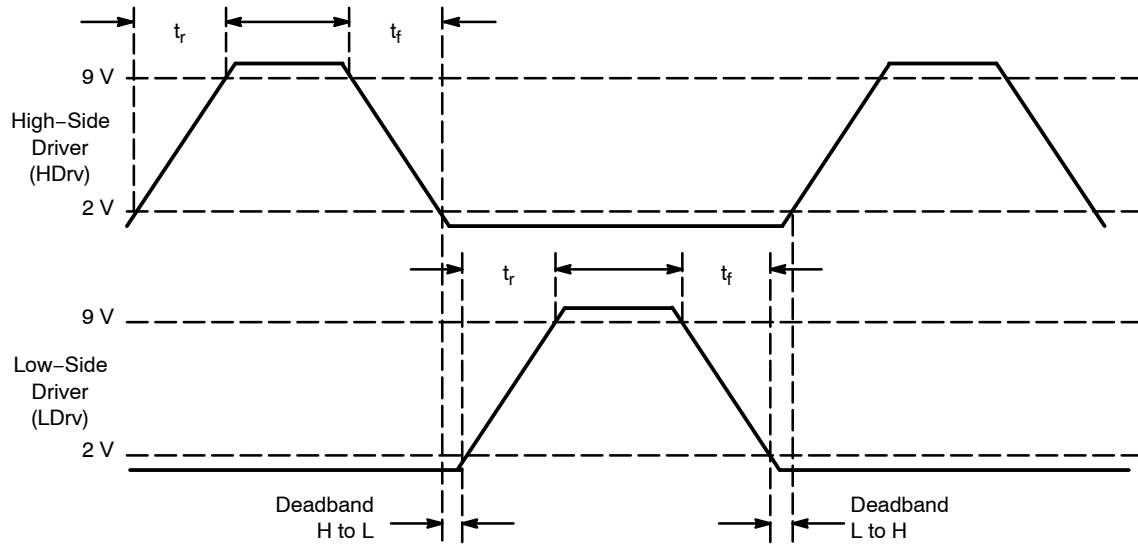 tr
tf
9 V
High−Side
Driver
(HDrv)
2 V
tr
tf
9 V
Low−Side
Driver
(LDrv)
2 V
Deadband
H to L
Deadband
L to H